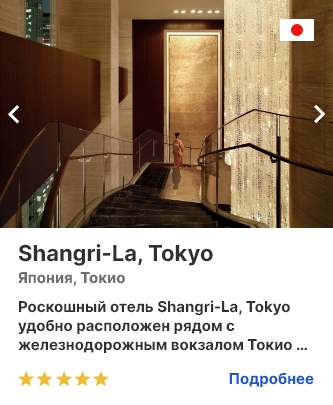 Shangri-La, Tokyo
Япония, Токио
Роскошный отель Shangri-La, Tokyo
удобно расположен рядом с
железнодорожным вокзалом Токио ...
Подробнее